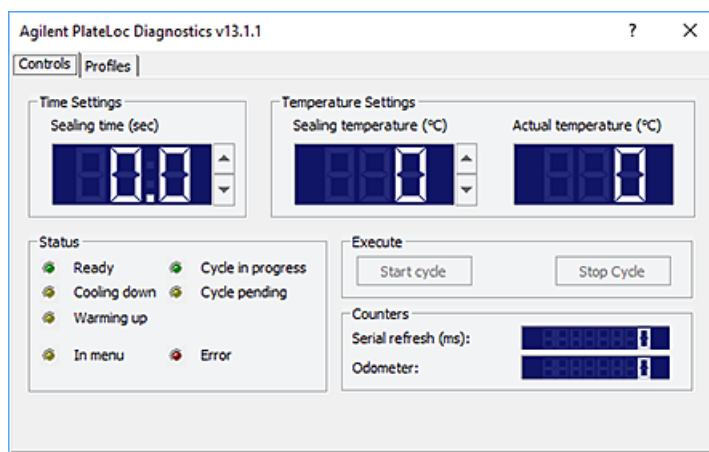 Agilent PlateLoc Diagnostics v13.1.1 ?
Controls Profiles
Time Settings
Sealing time (sec)
0.0
Temperature Settings
Sealing temperature (°C) Actual temperature (°C)
0 0
Status
Ready Cycle in progress
Cooling down Cycle pending
Warming up
In menu Error
Execute
Start cycle Stop Cycle
Counters
Serial refresh (ms):
Odometer: